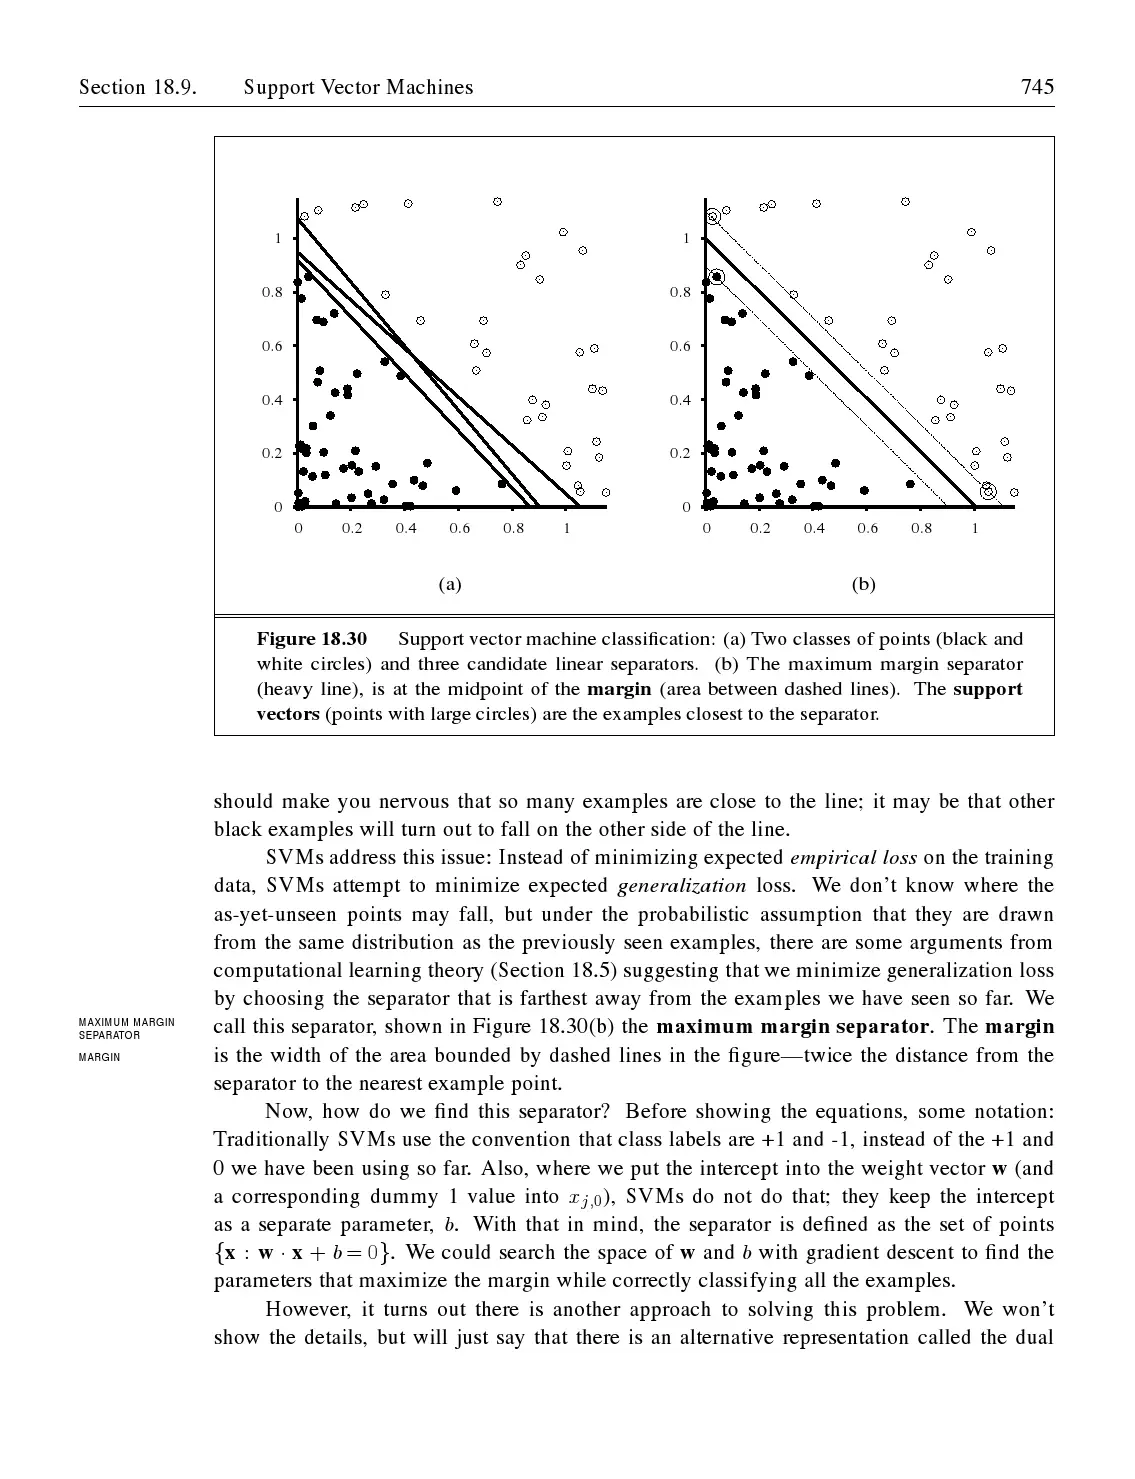 Section 18.9. Support Vector Machines 745
1
0.8
0.6
0.4
0.2
0
0 0.2 0.4 0.6 0.8 1
(a)
1
0.8
0.6
0.4
0.2
0
0 0.2 0.4 0.6 0.8 1
(b)
Figure 18.30 Support vector machine classification: (a) Two classes of points (black and
white circles) and three candidate linear separators. (b) The maximum margin separator
(heavy line), is at the midpoint of the margin (area between dashed lines). The support
vectors (points with large circles) are the examples closest to the separator.
should make you nervous that so many examples are close to the line; it may be that other
black examples will turn out to fall on the other side of the line.
SVMs address this issue: Instead of minimizing expected empirical loss on the training
data, SVMs attempt to minimize expected generalization loss. We don't know where the
as-yet-unseen points may fall, but under the probabilistic assumption that they are drawn
from the same distribution as the previously seen examples, there are some arguments from
computational learning theory (Section 18.5) suggesting that we minimize generalization loss
by choosing the separator that is farthest away from the examples we have seen so far. We
MAXIMUM MARGIN
SEPARATOR
call this separator, shown in Figure 18.30(b) the maximum margin separator. The margin
MARGIN
is the width of the area bounded by dashed lines in the figure—twice the distance from the
separator to the nearest example point.
Now, how do we find this separator? Before showing the equations, some notation:
Traditionally SVMs use the convention that class labels are +1 and -1, instead of the +1 and
0 we have been using so far. Also, where we put the intercept into the weight vector w (and
a corresponding dummy 1 value into x_{j,0}), SVMs do not do that; they keep the intercept
as a separate parameter, b. With that in mind, the separator is defined as the set of points
{x : w · x + b = 0}. We could search the space of w and b with gradient descent to find the
parameters that maximize the margin while correctly classifying all the examples.
However, it turns out there is another approach to solving this problem. We won't
show the details, but will just say that there is an alternative representation called the dual